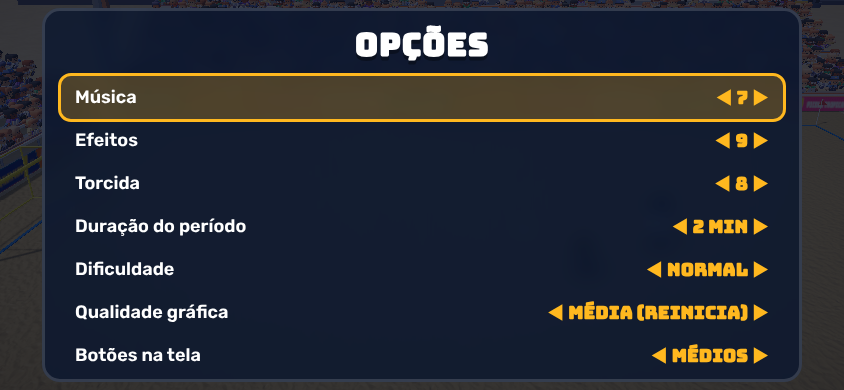 OPÇÕES
Música ◀ 7 ▶
Efeitos ◀ 9 ▶
Torcida ◀ 8 ▶
Duração do período ◀ 2 MIN ▶
Dificuldade ◀ NORMAL ▶
Qualidade gráfica ◀ MÉDIA (REINICIA) ▶
Botões na tela ◀ MÉDIOS ▶